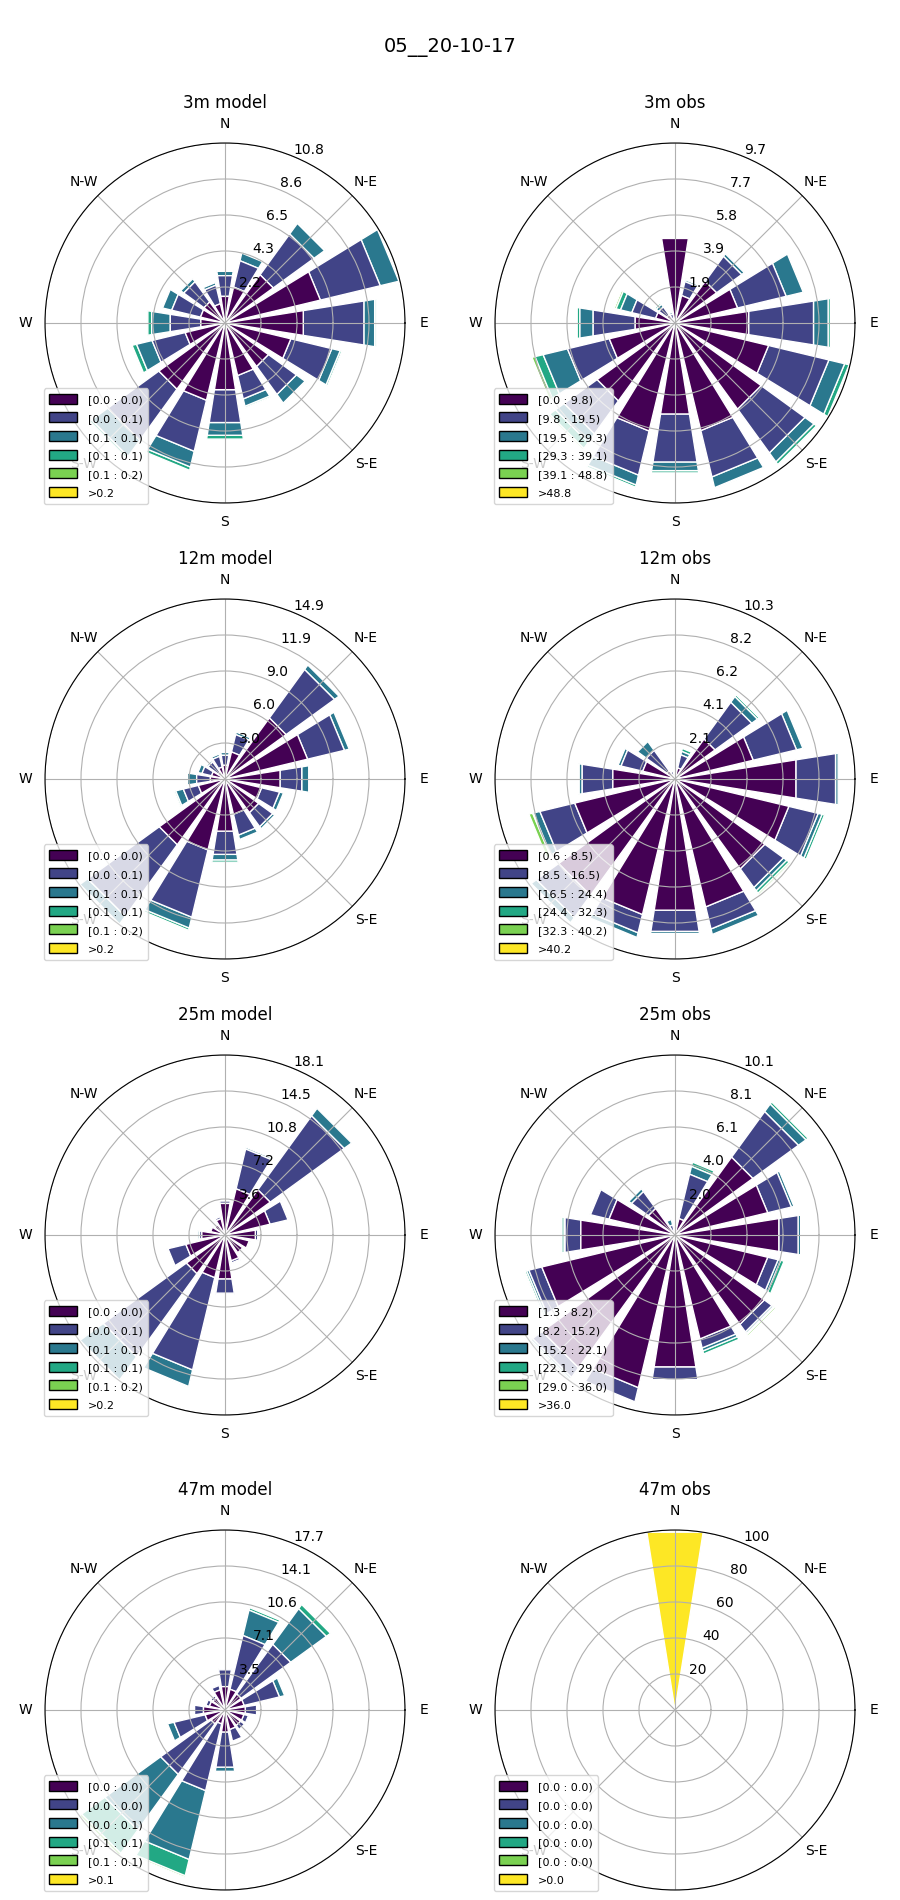 05__20-10-17
3m model
3m obs
N
N-E
E
S-E
S
S-W
W
N-W
2.2
4.3
6.5
8.6
10.8
[0.0 : 0.0)
[0.0 : 0.1)
[0.1 : 0.1)
[0.1 : 0.1)
[0.1 : 0.2)
>0.2
N
N-E
E
S-E
S
W
N-W
1.9
3.9
5.8
7.7
9.7
[0.0 : 9.8)
[9.8 : 19.5)
[19.5 : 29.3)
[29.3 : 39.1)
[39.1 : 48.8)
>48.8
12m model
12m obs
N
N-E
E
S-E
S
S-W
W
N-W
3.0
6.0
9.0
11.9
14.9
[0.0 : 0.0)
[0.0 : 0.1)
[0.1 : 0.1)
[0.1 : 0.1)
[0.1 : 0.2)
>0.2
N
N-E
E
S-E
S
S-W
W
N-W
2.1
4.1
6.2
8.2
10.3
[0.6 : 8.5)
[8.5 : 16.5)
[16.5 : 24.4)
[24.4 : 32.3)
[32.3 : 40.2)
>40.2
25m model
25m obs
N
N-E
E
S-E
S
S-W
W
N-W
3.6
7.2
10.8
14.5
18.1
[0.0 : 0.0)
[0.0 : 0.1)
[0.1 : 0.1)
[0.1 : 0.1)
[0.1 : 0.2)
>0.2
N
N-E
E
S-E
S
S-W
W
N-W
2.0
4.0
6.1
8.1
10.1
[1.3 : 8.2)
[8.2 : 15.2)
[15.2 : 22.1)
[22.1 : 29.0)
[29.0 : 36.0)
>36.0
47m model
47m obs
N
N-E
E
S-E
S-W
W
N-W
3.5
7.1
10.6
14.1
17.7
[0.0 : 0.0)
[0.0 : 0.0)
[0.0 : 0.1)
[0.1 : 0.1)
[0.1 : 0.1)
>0.1
N
N-E
E
S-E
S-W
W
N-W
20
40
60
80
100
[0.0 : 0.0)
[0.0 : 0.0)
[0.0 : 0.0)
[0.0 : 0.0)
[0.0 : 0.0)
>0.0